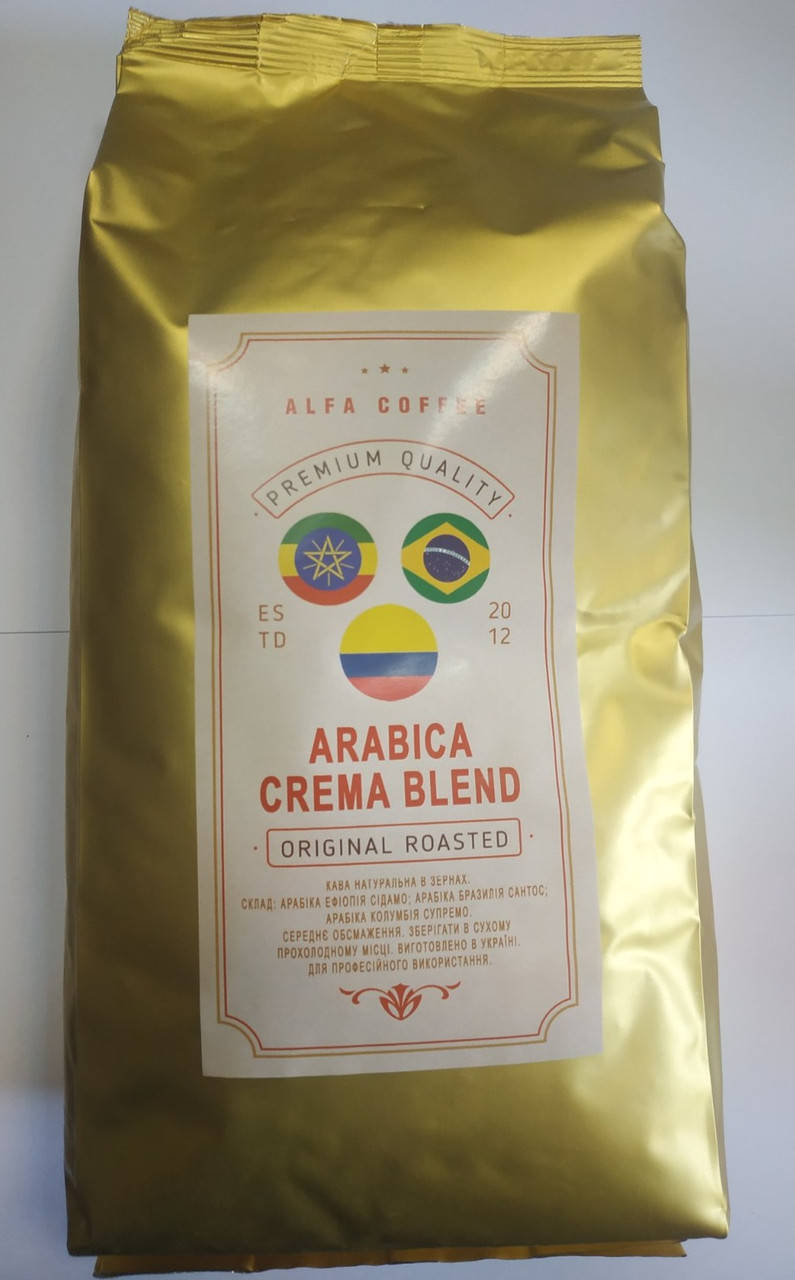 ALFA COFFEE
PREMIUM QUALITY
ES
TD
20
12
ARABICA
CREMA BLEND
ORIGINAL ROASTED
КАВА НАТУРАЛЬНА В ЗЕРНАХ.
СКЛАД: АРАБІКА ЕФІОПІЯ СІДАМО; АРАБІКА БРАЗИЛІЯ САНТОС;
АРАБІКА КОЛУМБІЯ СУПРЕМО.
СЕРЕДНЄ ОБСМАЖЕННЯ. ЗБЕРІГАТИ В СУХОМУ
ПРОХОЛОДНОМУ МІСЦІ. ВИГОТОВЛЕНО В УКРАЇНІ.
ДЛЯ ПРОФЕСІЙНОГО ВИКОРИСТАННЯ.